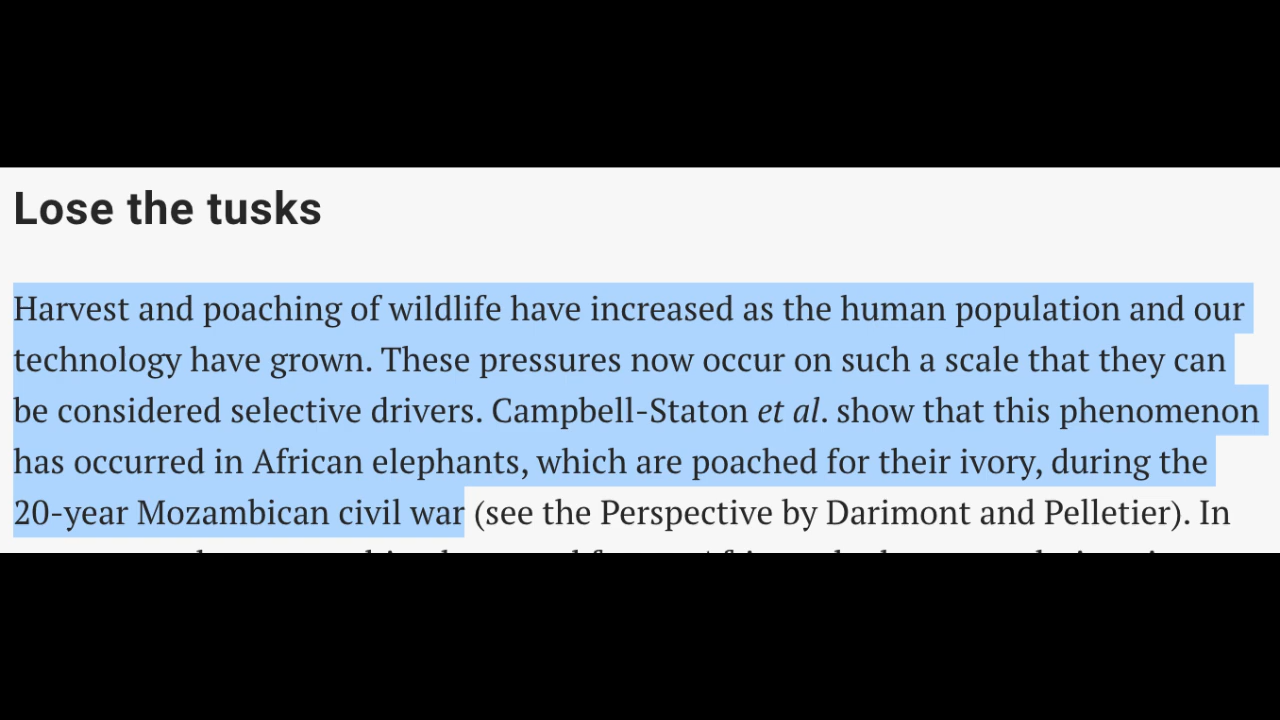 Lose the tusks
Harvest and poaching of wildlife have increased as the human population and our
technology have grown. These pressures now occur on such a scale that they can
be considered selective drivers. Campbell-Staton et al. show that this phenomenon
has occurred in African elephants, which are poached for their ivory, during the
20-year Mozambican civil war (see the Perspective by Darimont and Pelletier). In